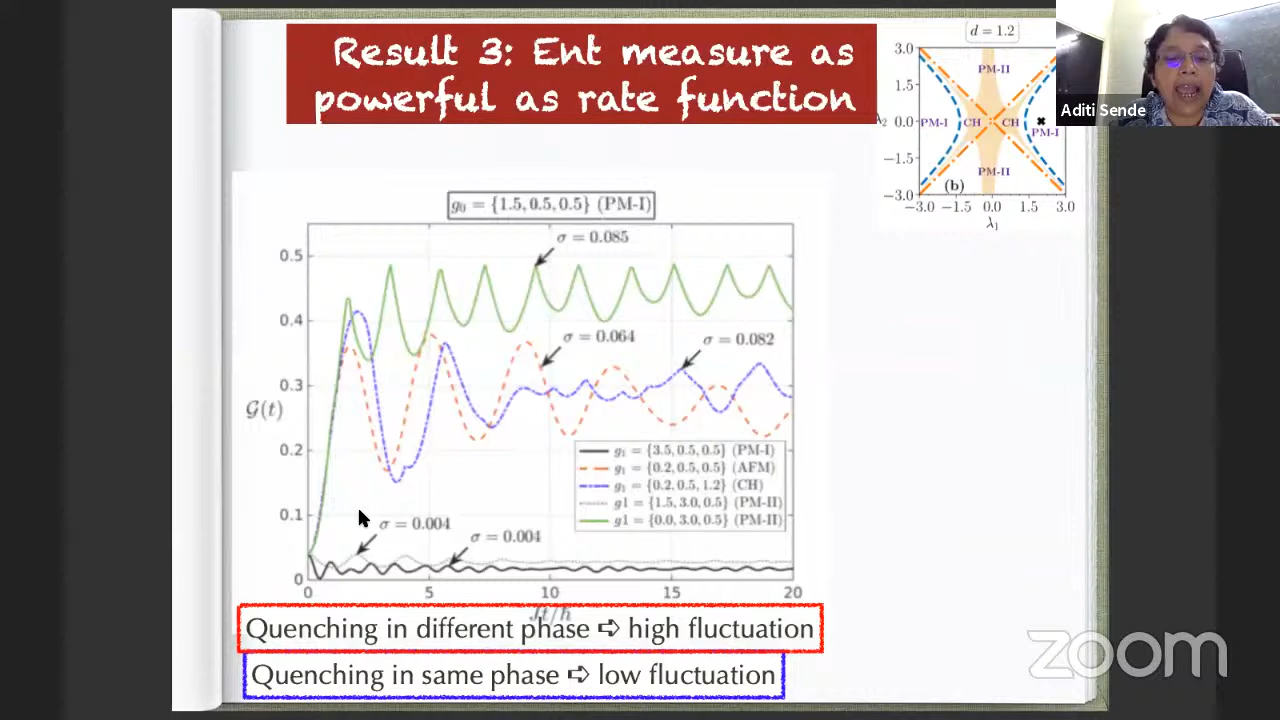 Result 3: Ent measure as
powerful as rate function
d = 1.2
3.0
1.5
λ₂ 0.0
−1.5
−3.0
PM-II
PM-I
CH
CH
PM-I
PM-II
(b)
−3.0 −1.5 0.0 1.5 3.0
λ₁
Aditi Sende
g₀ = {1.5, 0.5, 0.5} (PM-I)
σ = 0.085
0.5
0.4
σ = 0.064
σ = 0.082
0.3
G(t)
0.2
g₁ = {3.5, 0.5, 0.5} (PM-I)
g₁ = {0.2, 0.5, 0.5} (AFM)
g₁ = {0.2, 0.5, 1.2} (CH)
g1 = {1.5, 3.0, 0.5} (PM-II)
g1 = {0.0, 3.0, 0.5} (PM-II)
0.1
σ = 0.004
σ = 0.004
0
0 5 10 15 20
Jt/ħ
Quenching in different phase ⇨ high fluctuation
Quenching in same phase ⇨ low fluctuation
zoom